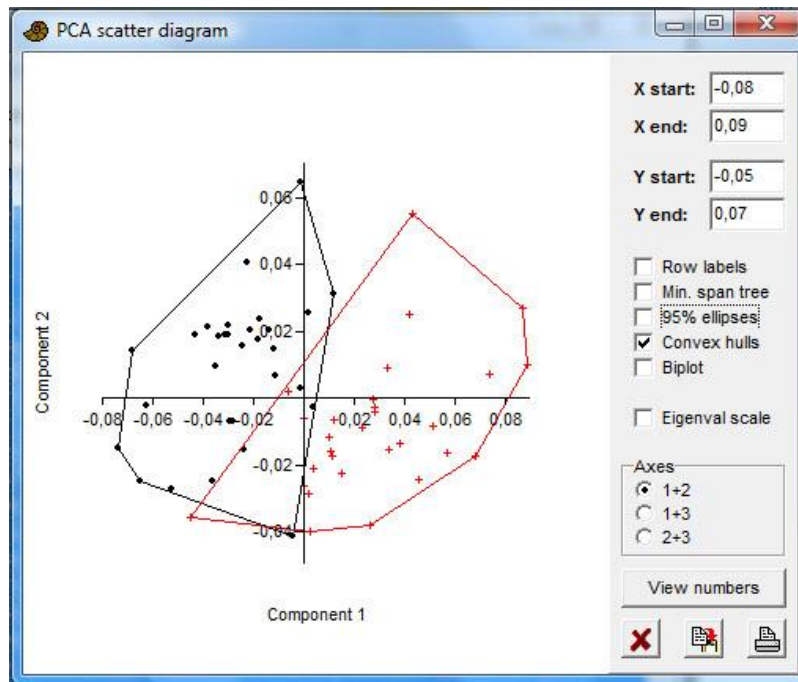 PCA scatter diagram
X start: -0,08
X end: 0,09
Y start: -0,05
Y end: 0,07
Row labels
Min. span tree
95% ellipses
Convex hulls
Biplot
Eigenval scale
Axes
1+2
1+3
2+3
View numbers
0,06
0,04
0,02
-0,08 -0,06 -0,04 -0,02 0,02 0,04 0,06 0,08
-0,02
-0,04
Component 2
Component 1